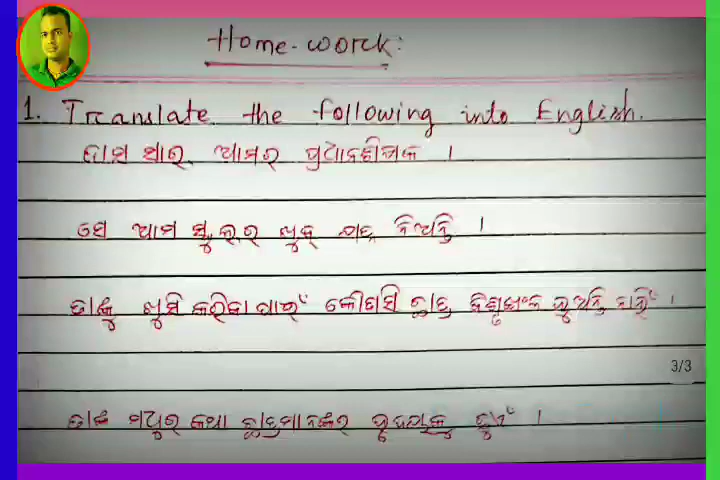 Home-work:
1. Translate the following into English.
ଦାସ ସାର୍ ଆମର ପ୍ରଧାନଶିକ୍ଷକ ।
ସେ ଆମ ସ୍କୁଲର ଖୁବ୍ ଯତ୍ନ ନିଅନ୍ତି ।
ତାଙ୍କୁ ଖୁସି କରିବା ପାଇଁ କୌଣସି ଛାତ୍ର ବିଶୃଙ୍ଖଳ ହୁଅନ୍ତି ନାହିଁ ।
3/3
ତାଙ୍କ ମଧୁର କଥା ଛାତ୍ରମାନଙ୍କର ହୃଦୟକୁ ଛୁଏଁ ।